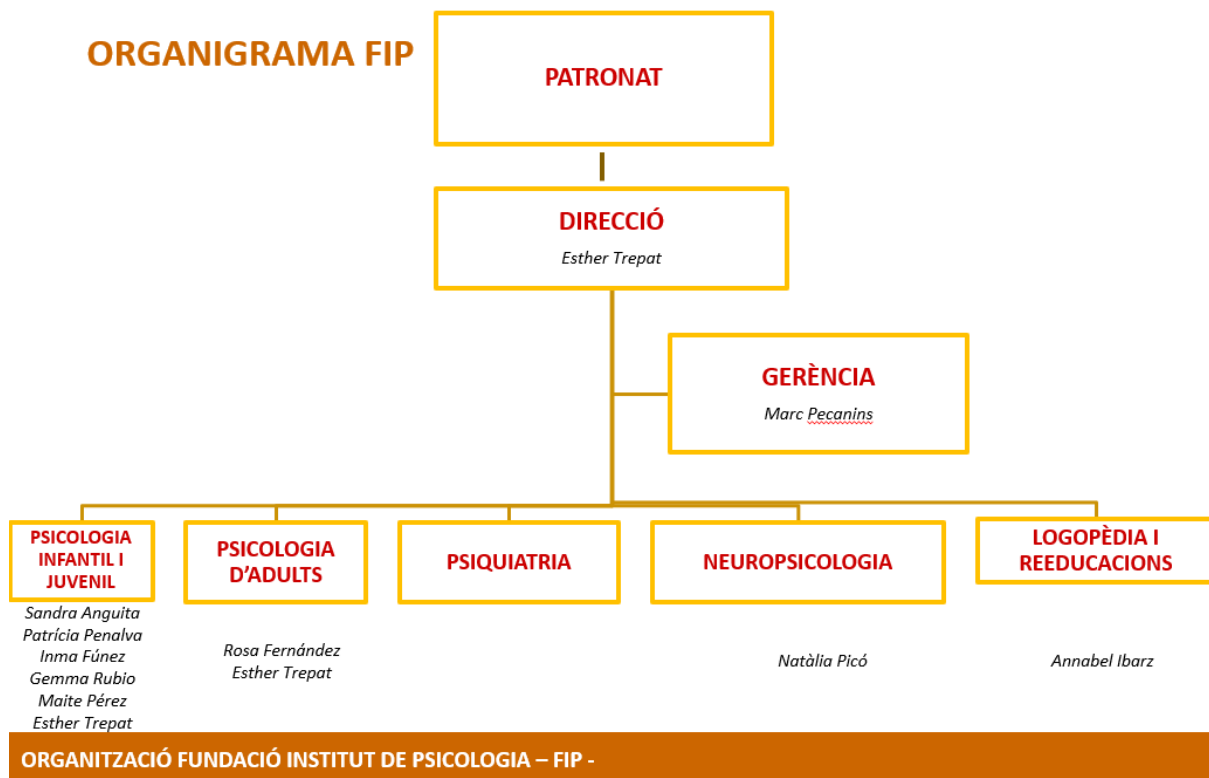 ORGANIGRAMA FIP
PATRONAT
DIRECCIÓ
Esther Trepat
GERÈNCIA
Marc Pecanins
PSICOLOGIA
INFANTIL I
JUVENIL
Sandra Anguita
Patrícia Penalva
Inma Fúnez
Gemma Rubio
Maite Pérez
Esther Trepat
PSICOLOGIA
D’ADULTS
Rosa Fernández
Esther Trepat
PSIQUIATRIA
NEUROPSICOLOGIA
Natàlia Picó
LOGOPÈDIA I
REEDUCACIONS
Annabel Ibarz
ORGANITZACIÓ FUNDACIÓ INSTITUT DE PSICOLOGIA – FIP -